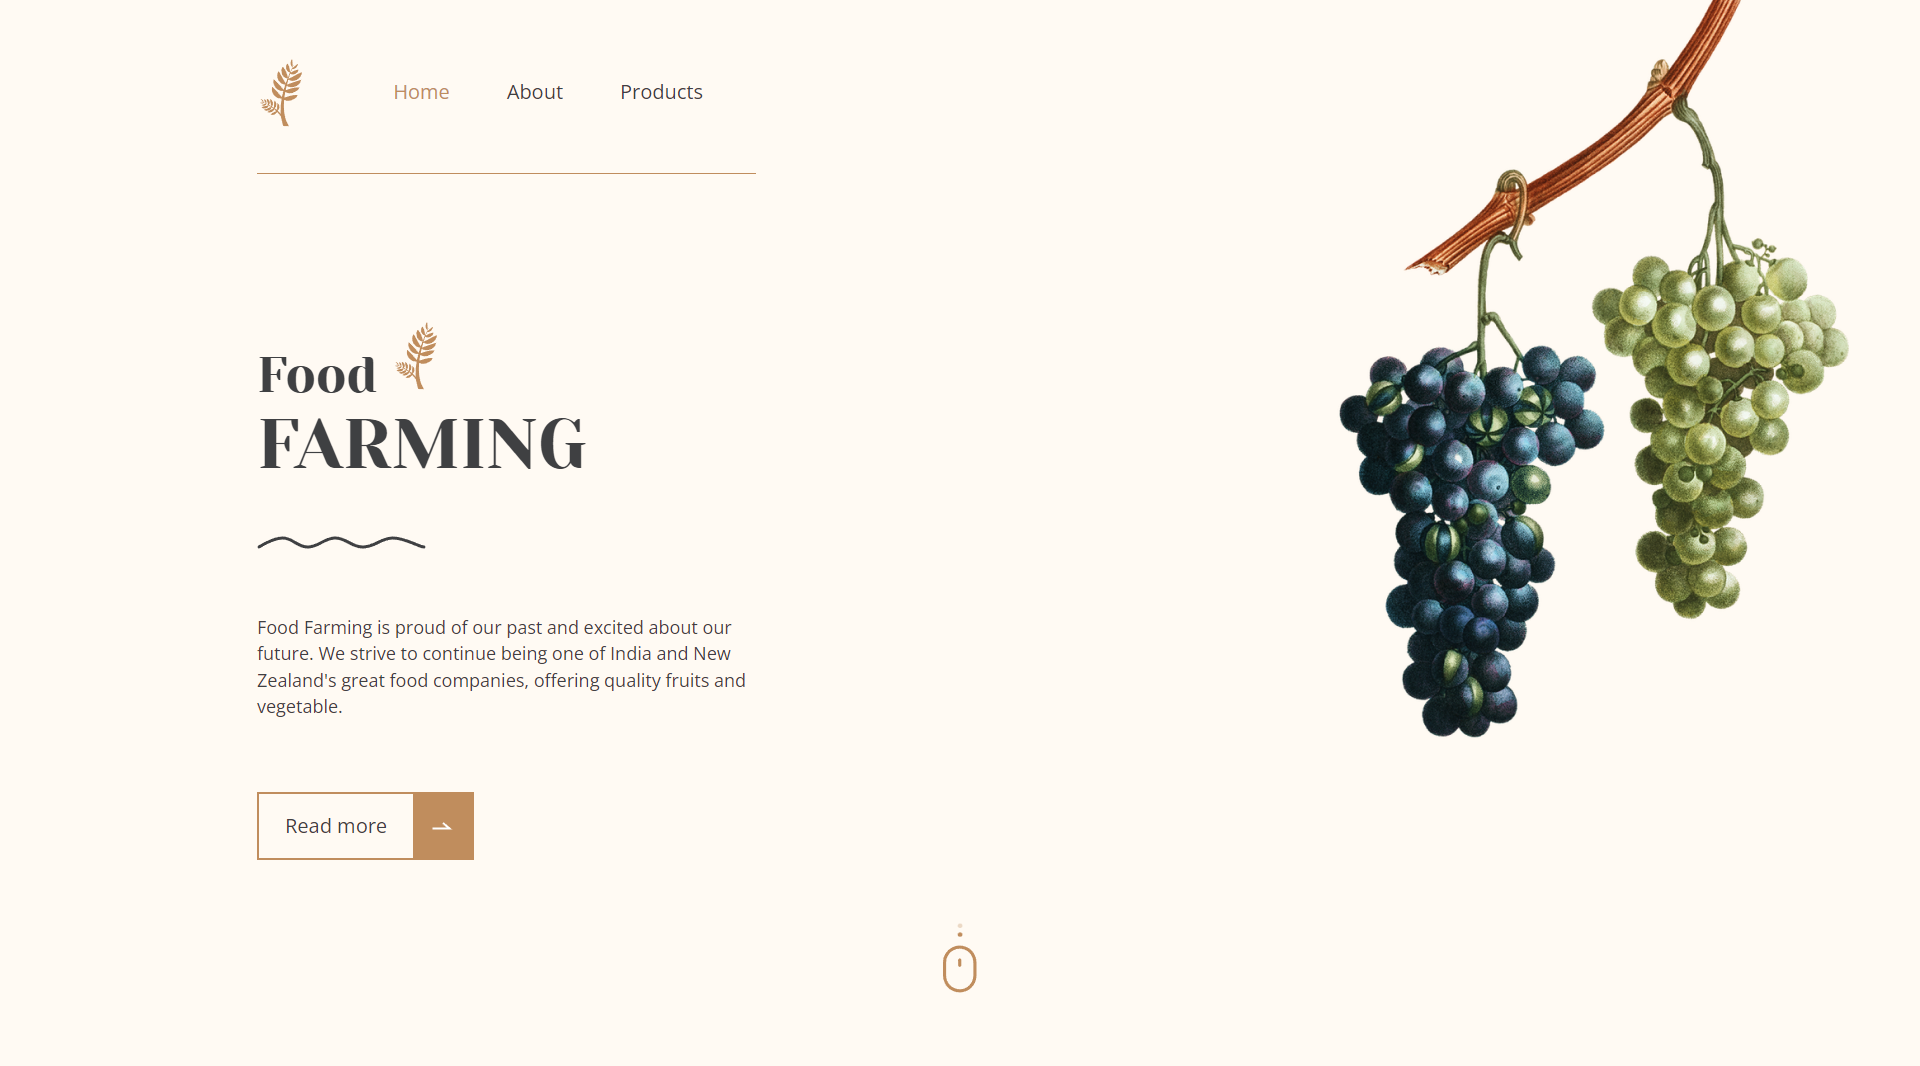 Home About Products
Food
FARMING
Food Farming is proud of our past and excited about our
future. We strive to continue being one of India and New
Zealand's great food companies, offering quality fruits and
vegetable.
Read more